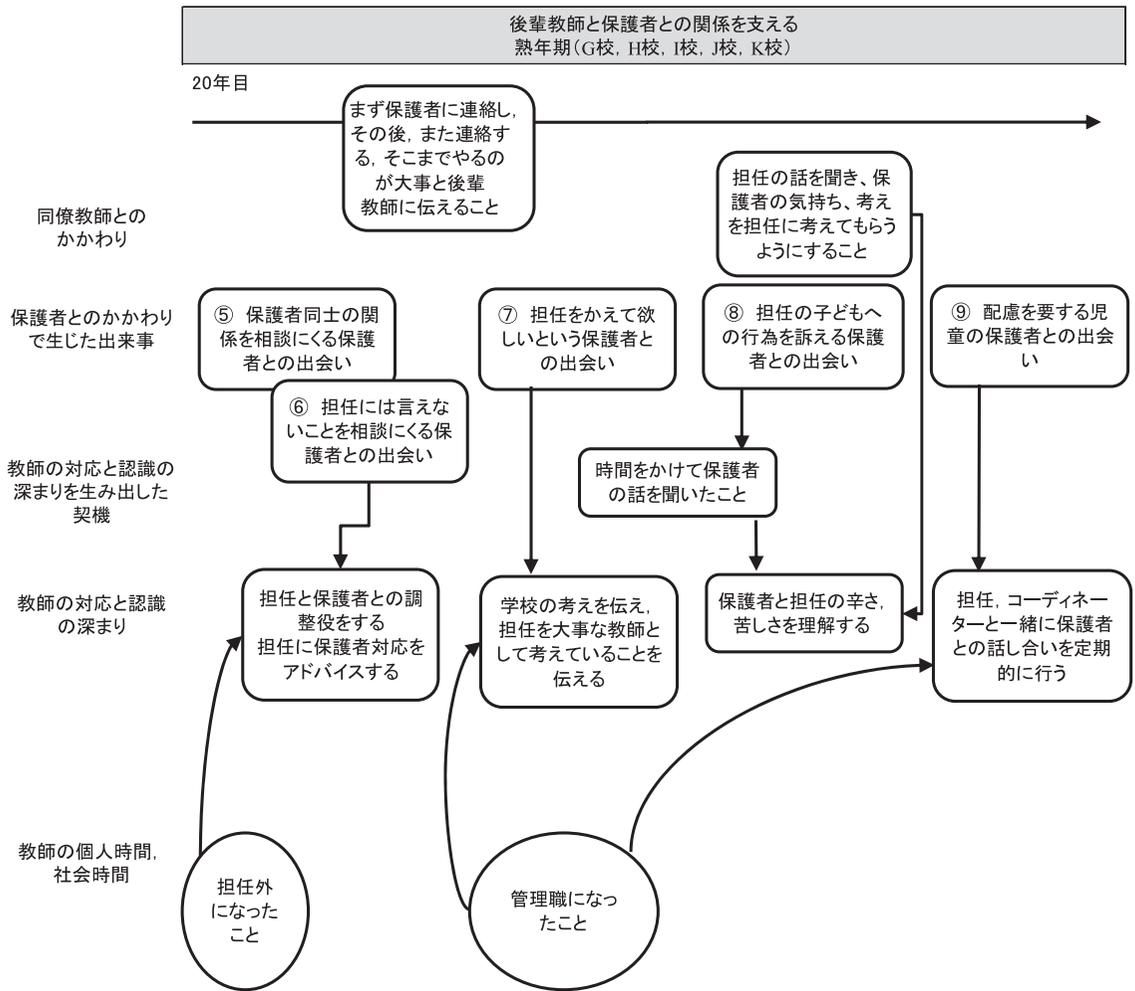 後輩教師と保護者との関係を支える
熟年期(G校, H校, I校, J校, K校)
20年目
まず保護者に連絡し,
その後, また連絡す
る, そこまでやるの
が大事と後輩
教師に伝えること
同僚教師との
かかわり
担任の話を聞き、保
護者の気持ち、考え
を担任に考えてもらう
ようにすること
保護者とのかかわり
で生じた出来事
⑤ 保護者同士の関
係を相談にくる保護
者との出会い
⑥ 担任には言えな
いことを相談にくる保
護者との出会い
⑦ 担任をかえて欲
しいという保護者と
の出会い
⑧ 担任の子どもへ
の行為を訴える保護
者との出会い
⑨ 配慮を要する児
童の保護者との出会
い
教師の対応と認識の
深まりを生み出した
契機
時間をかけて保護者
の話を聞いたこと
教師の対応と認識
の深まり
担任と保護者との調
整役をする
担任に保護者対応を
アドバイスする
学校の考えを伝え,
担任を大事な教師と
して考えていることを
伝える
保護者と担任の辛さ,
苦しさを理解する
担任, コーディネー
ターと一緒に保護者
との話し合いを定期
的に行う
教師の個人時間,
社会時間
担任外
になった
こと
管理職になっ
たこと